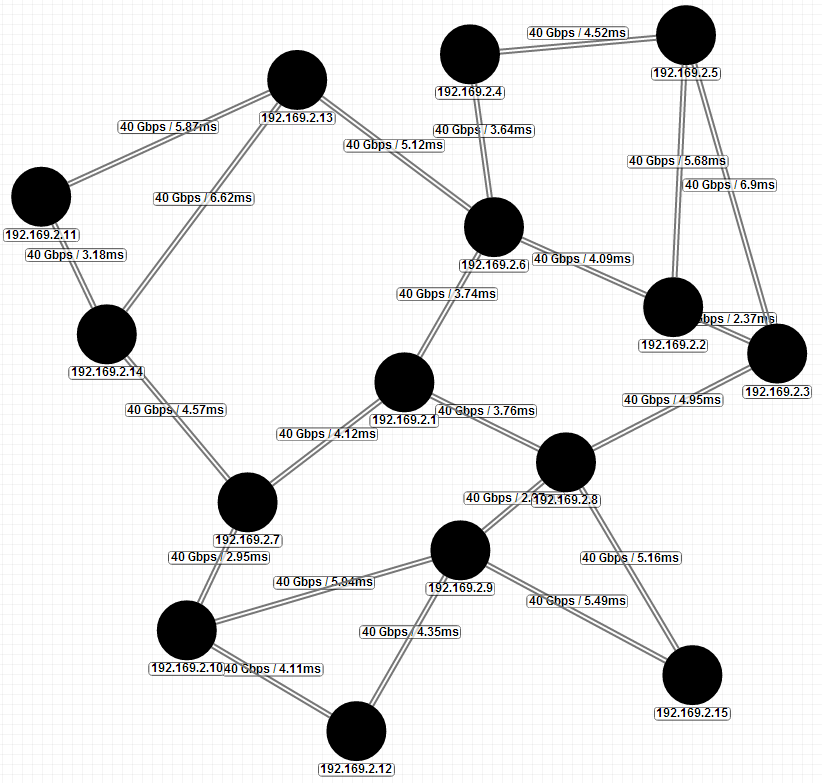 40 Gbps / 4.52ms
192.169.2.5
192.169.2.4
192.169.2.13
40 Gbps / 5.87ms
40 Gbps / 3.64ms
40 Gbps / 5.12ms
40 Gbps / 5.68ms
40 Gbps / 6.9ms
40 Gbps / 6.62ms
192.169.2.11
40 Gbps / 3.18ms
192.169.2.6
40 Gbps / 4.09ms
40 Gbps / 3.74ms
bps / 2.37ms
192.169.2.2
192.169.2.14
192.169.2.3
40 Gbps / 4.95ms
40 Gbps / 4.57ms
192.169.2.1
40 Gbps / 3.76ms
40 Gbps / 4.12ms
40 Gbps / 2.
192.169.2.8
192.169.2.7
40 Gbps / 2.95ms
40 Gbps / 5.16ms
40 Gbps / 5.94ms
192.169.2.9
40 Gbps / 5.49ms
40 Gbps / 4.35ms
192.169.2.10
40 Gbps / 4.11ms
192.169.2.15
192.169.2.12